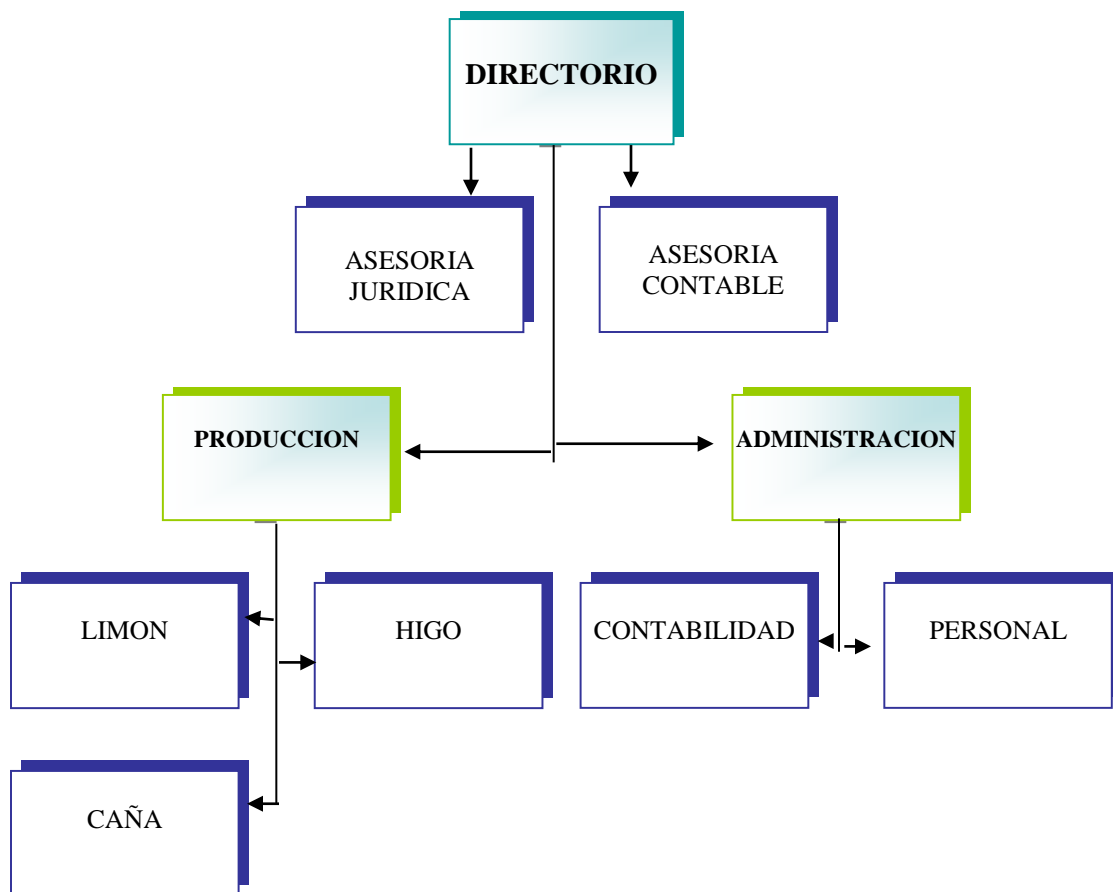 DIRECTORIO
ASESORIA
JURIDICA
ASESORIA
CONTABLE
PRODUCCION
ADMINISTRACION
LIMON
HIGO
CONTABILIDAD
PERSONAL
CAÑA